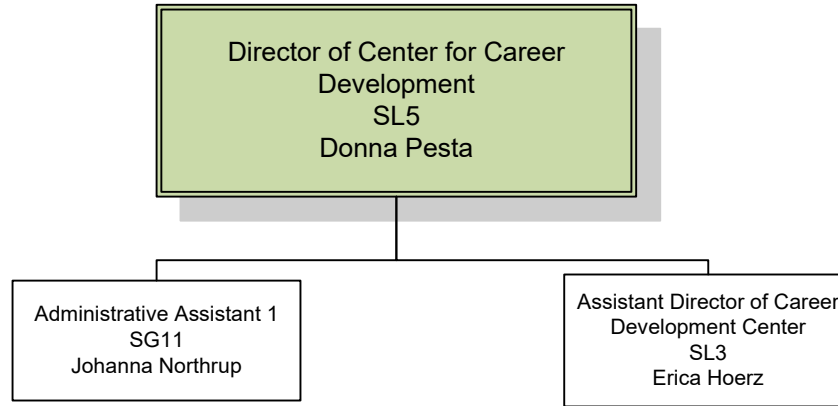 Director of Center for Career
Development
SL5
Donna Pesta
Administrative Assistant 1
SG11
Johanna Northrup
Assistant Director of Career
Development Center
SL3
Erica Hoerz